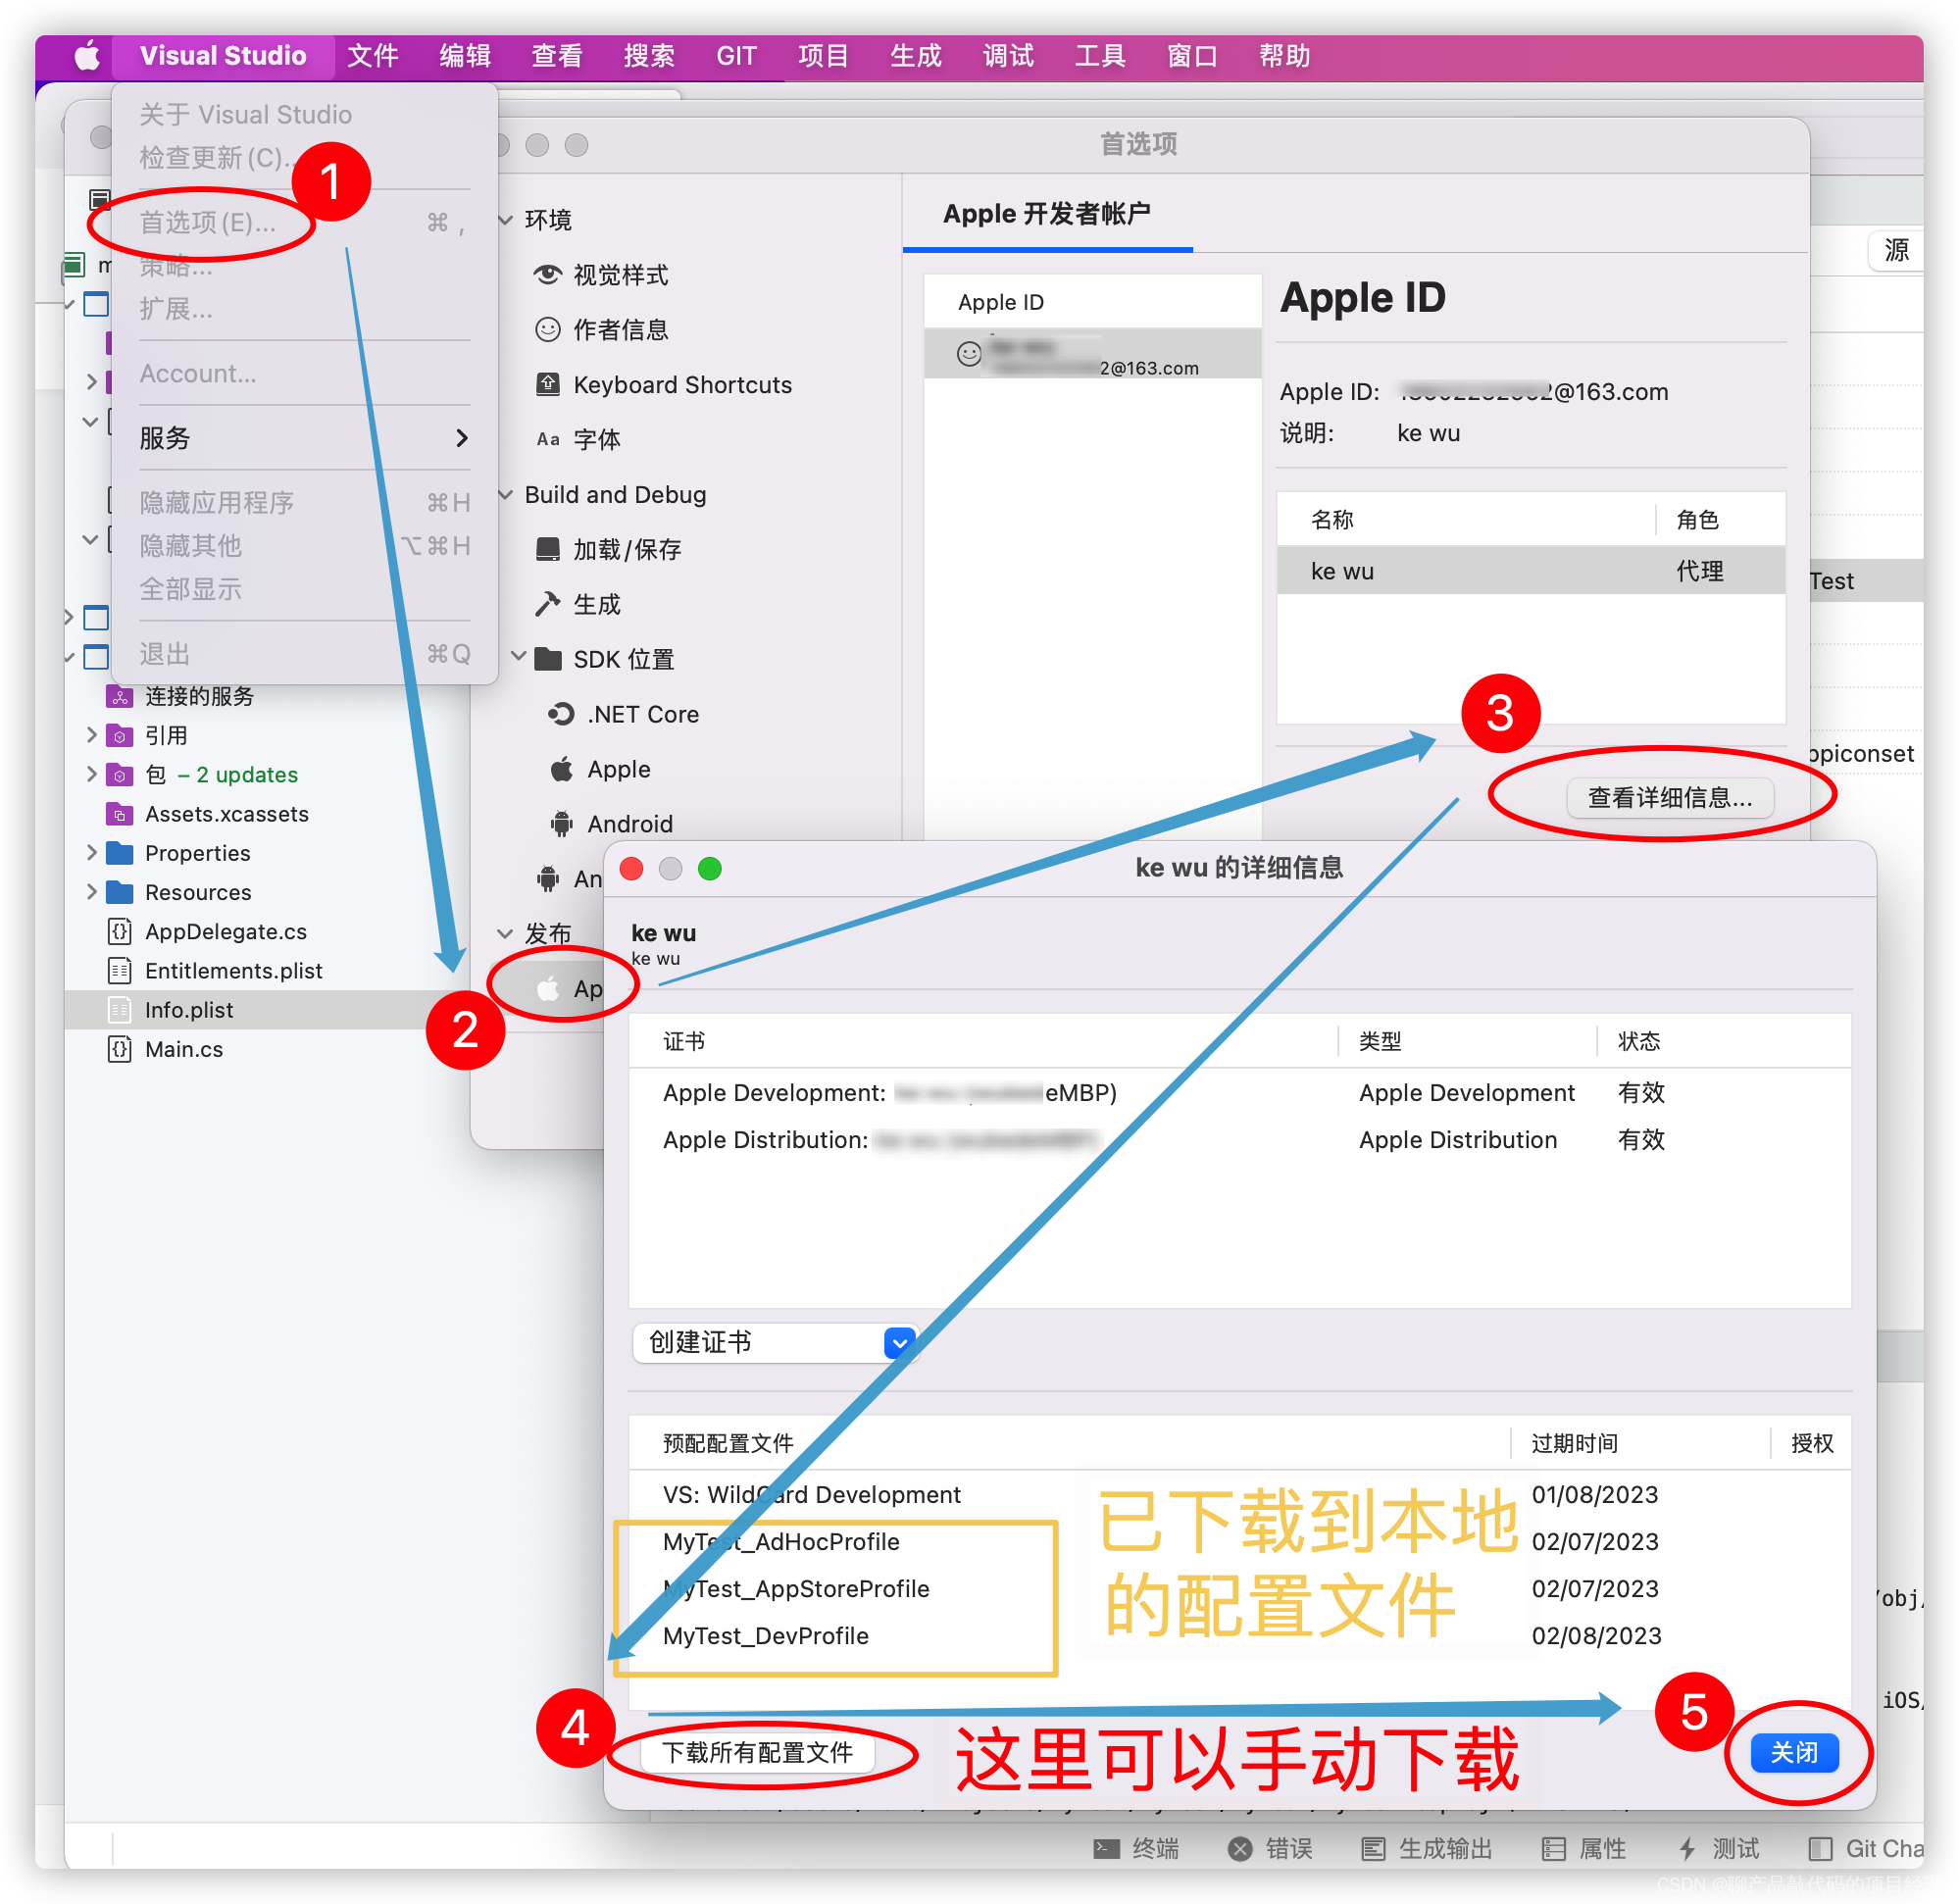 Visual Studio 文件 编辑 查看 搜索 GIT 项目 生成 调试 工具 窗口 帮助
关于 Visual Studio
检查更新(C)...
1
首选项(E)... ⌘ ,
策略...
扩展...
Account...
服务
隐藏应用程序 ⌘H
隐藏其他 ⌥⌘H
全部显示
退出 ⌘Q
连接的服务
引用
包 – 2 updates
Assets.xcassets
Properties
Resources
AppDelegate.cs
Entitlements.plist
Info.plist
Main.cs
首选项
环境
视觉样式
作者信息
Keyboard Shortcuts
Aa 字体
Build and Debug
加载/保存
生成
SDK 位置
.NET Core
Apple
Android
An
发布
Ap
2
Apple 开发者帐户
Apple ID
2@163.com
Apple ID
Apple ID: 2@163.com
说明: ke wu
名称 角色
ke wu 代理
3
查看详细信息...
源
Test
ppiconset
ke wu 的详细信息
ke wu
ke wu
证书 类型 状态
Apple Development: eMBP) Apple Development 有效
Apple Distribution: Apple Distribution 有效
创建证书
预配配置文件 过期时间 授权
VS: WildCard Development 01/08/2023
MyTest_AdHocProfile 02/07/2023
MyTest_AppStoreProfile 02/07/2023
MyTest_DevProfile 02/08/2023
已下载到本地
的配置文件
4
下载所有配置文件
这里可以手动下载
5
关闭
/obj/
iOS/
终端 错误 生成输出 属性 测试 Git Cha
CSDN @聊产品敲代码的项目经